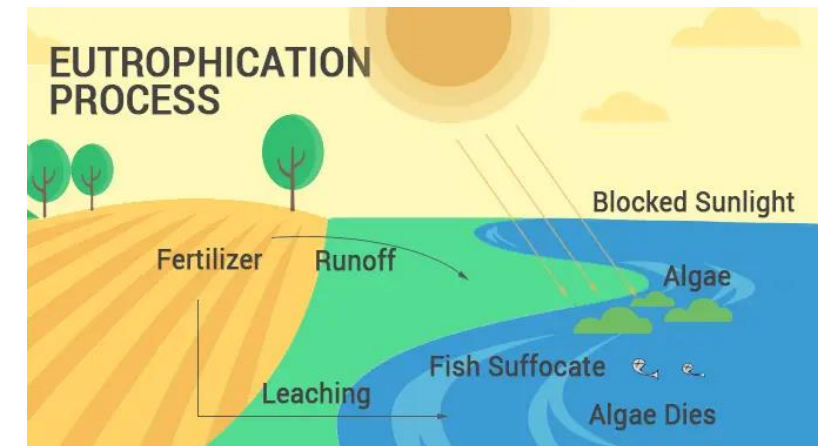 EUTROPHICATION
PROCESS
Blocked Sunlight
Fertilizer
Runoff
Algae
Fish Suffocate
Leaching
Algae Dies